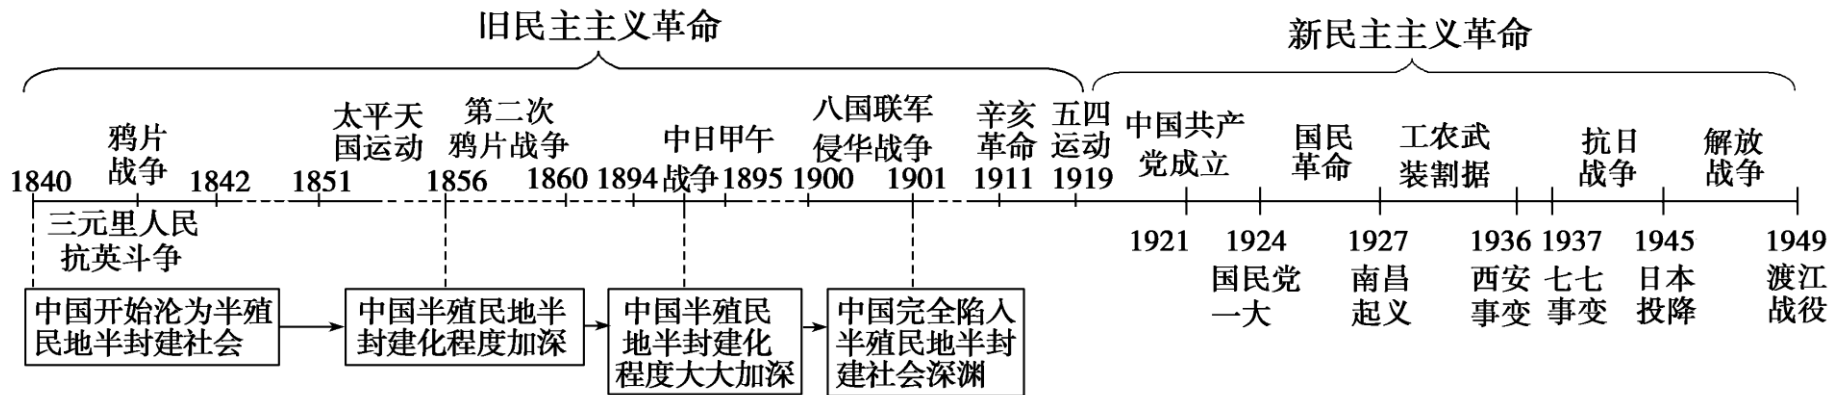 旧民主主义革命
新民主主义革命
鸦片
战争
太平天
国运动
第二次
鸦片战争
中日甲午
战争
八国联军
侵华战争
辛亥
革命
五四
运动
中国共产
党成立
国民
革命
工农武
装割据
抗日
战争
解放
战争
1840
1842
1851
1856
1860
1894
1895
1900
1901
1911
1919
三元里人民
抗英斗争
1921
1924
1927
1936
1937
1945
1949
国民党
一大
南昌
起义
西安
事变
七七
事变
日本
投降
渡江
战役
中国开始沦为半殖
民地半封建社会
中国半殖民地半
封建化程度加深
中国半殖民
地半封建化
程度大大加深
中国完全陷入
半殖民地半封
建社会深渊